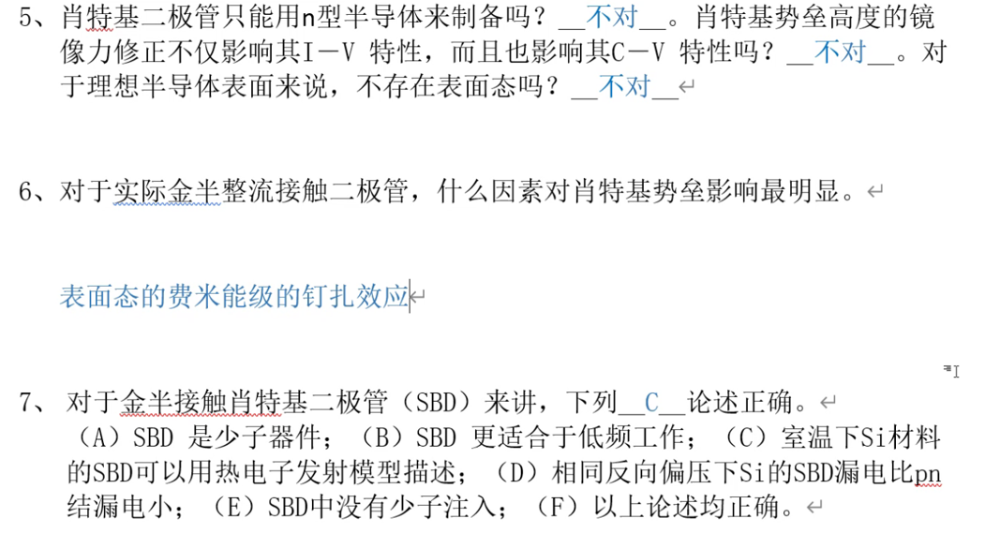 5、肖特基二极管只能用n型半导体来制备吗？__不对__。肖特基势垒高度的镜
像力修正不仅影响其I－V 特性，而且也影响其C－V 特性吗？__不对__。对
于理想半导体表面来说，不存在表面态吗？__不对__↵
6、对于实际金半整流接触二极管，什么因素对肖特基势垒影响最明显。↵
表面态的费米能级的钉扎效应↵
7、 对于金半接触肖特基二极管（SBD）来讲，下列__C__论述正确。↵
（A）SBD 是少子器件；（B）SBD 更适合于低频工作；（C）室温下Si材料
的SBD可以用热电子发射模型描述；（D）相同反向偏压下Si的SBD漏电比pn
结漏电小；（E）SBD中没有少子注入；（F）以上论述均正确。↵